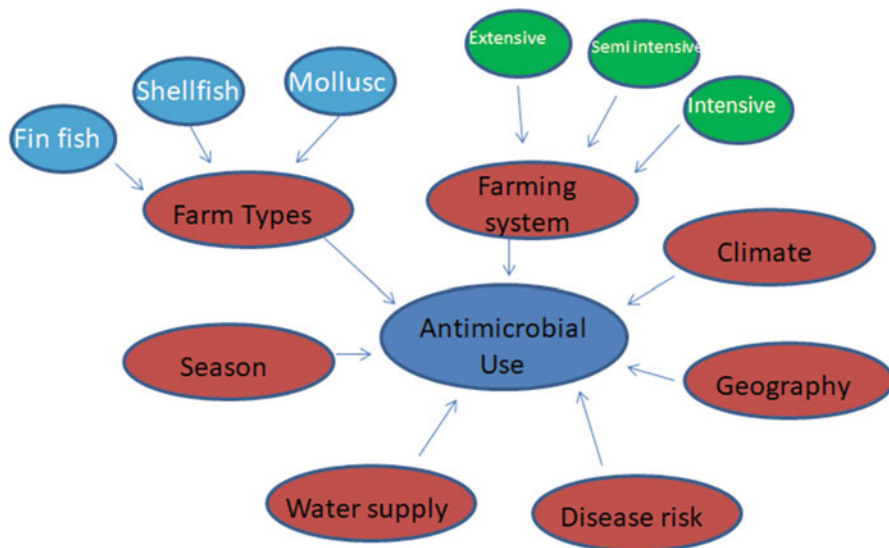 Extensive
Semi intensive
Mollusc
Shellfish
Intensive
Fin fish
Farm Types
Farming
system
Climate
Antimicrobial
Use
Season
Geography
Water supply
Disease risk